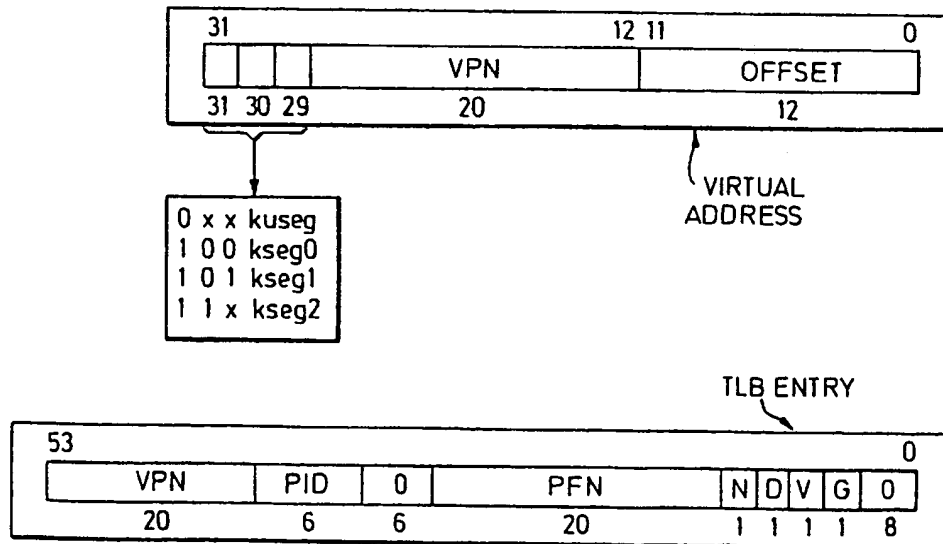 31 12 11 0
VPN OFFSET
31 30 29 20 12
VIRTUAL
ADDRESS
0 x x kuseg
1 0 0 kseg0
1 0 1 kseg1
1 1 x kseg2
TLB ENTRY
53 0
VPN PID 0 PFN N D V G 0
20 6 6 20 1 1 1 1 8